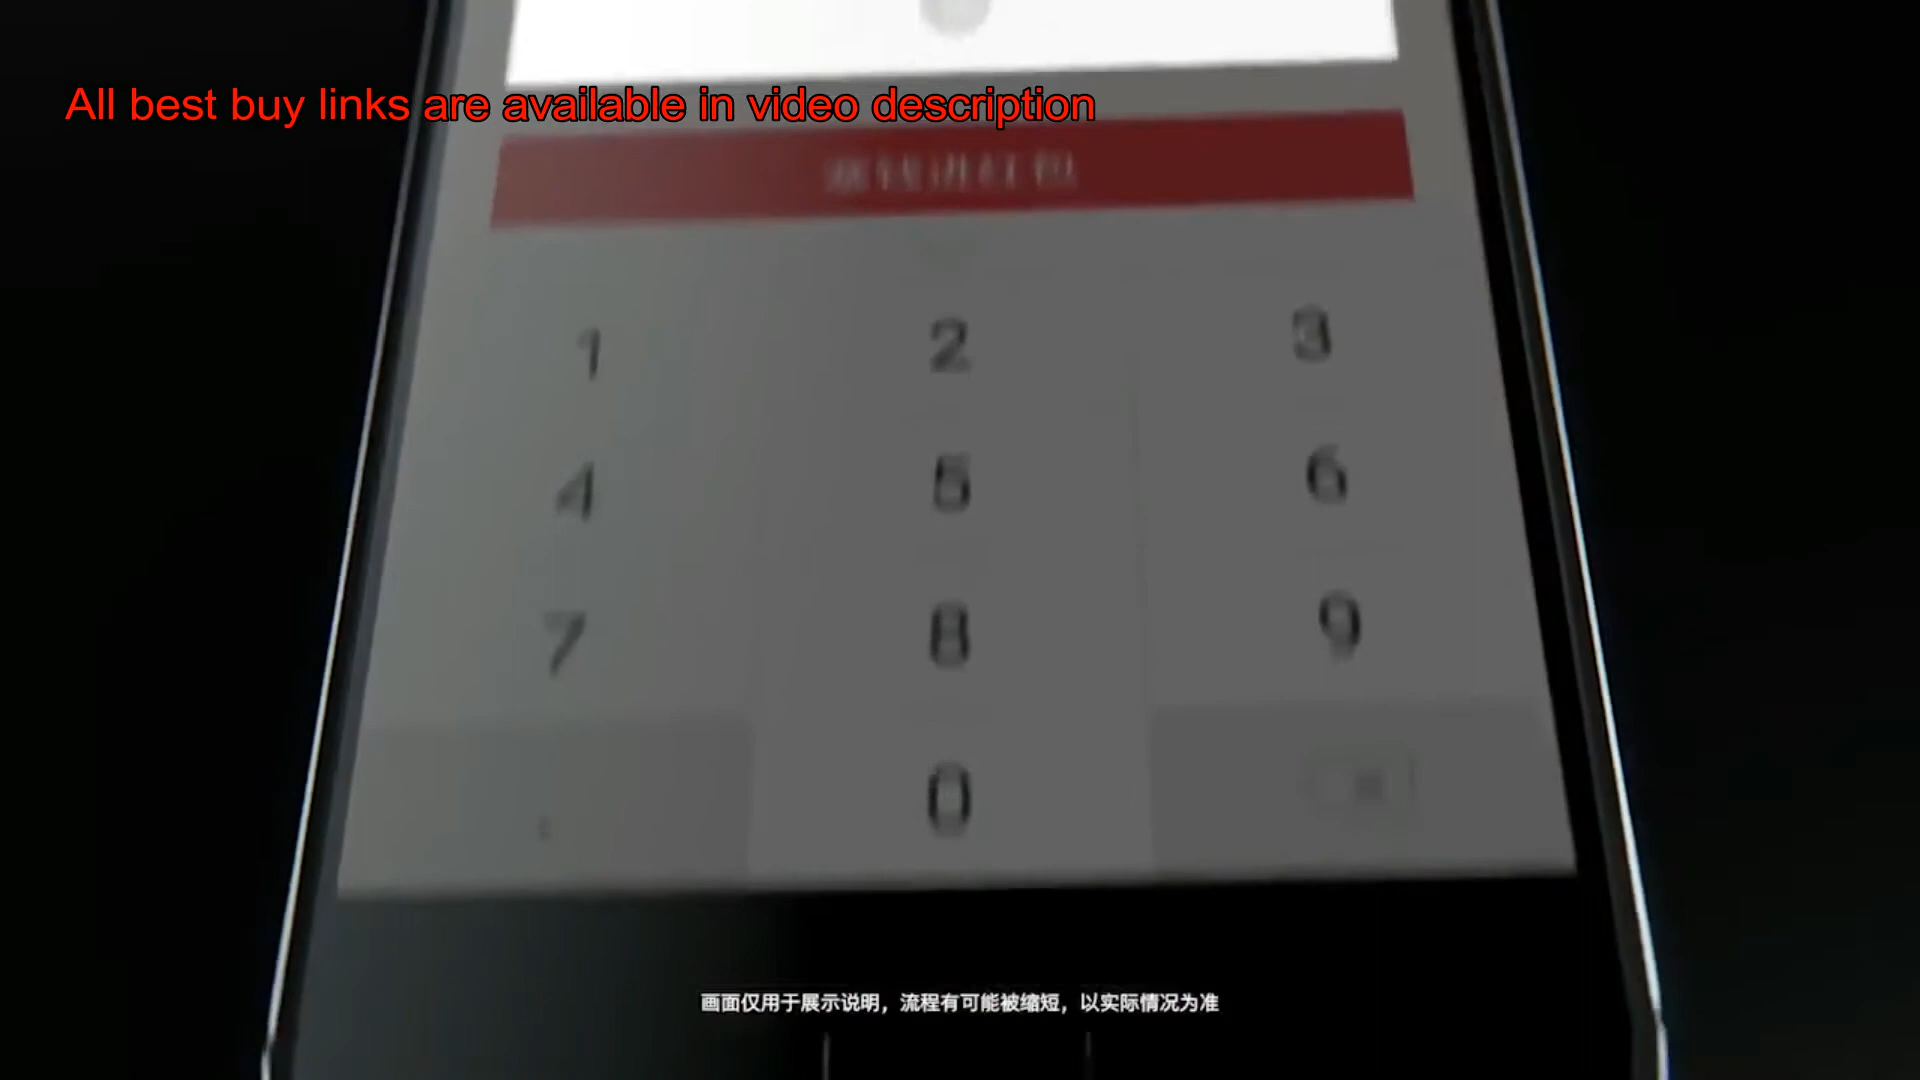 All best buy links are available in video description
1 2 3
4 5 6
7 8 9
. 0
画面仅用于展示说明，流程有可能被缩短，以实际情况为准